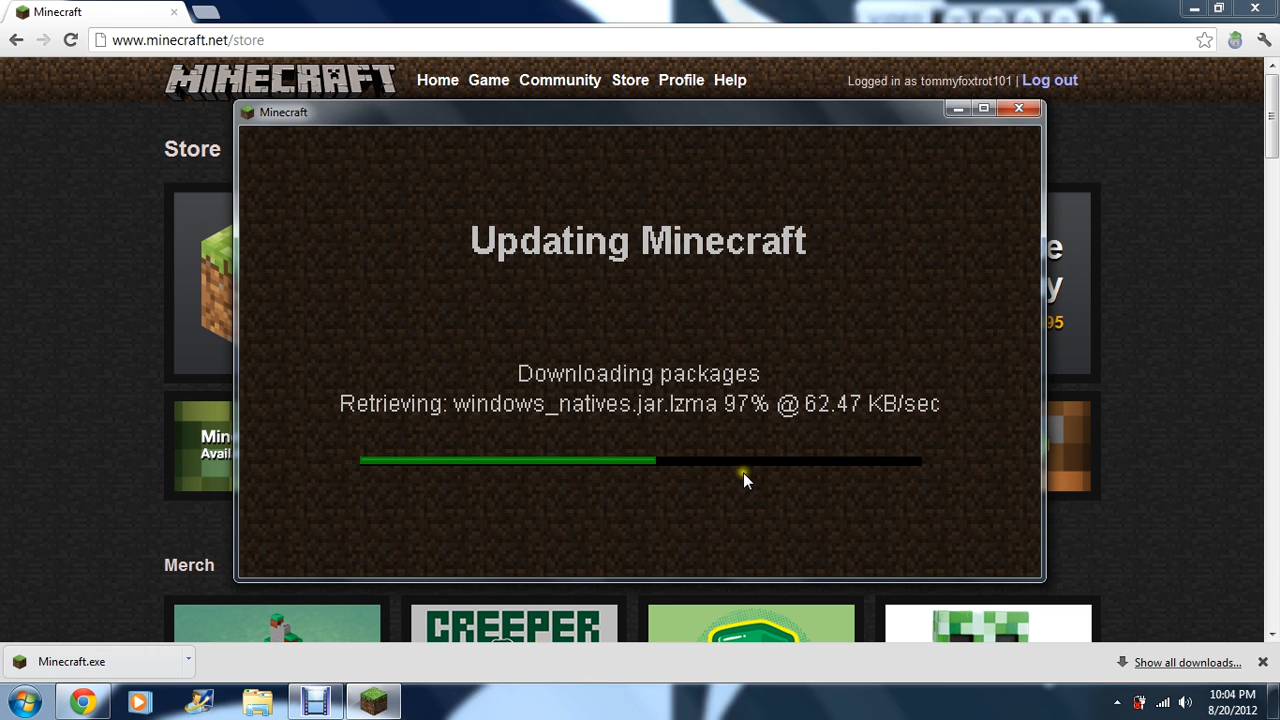 Minecraft
www.minecraft.net/store
MINECRAFT
Home Game Community Store Profile Help
Logged in as tommyfoxtrot101 | Log out
Minecraft
Store
Updating Minecraft
Downloading packages
Retrieving: windows_natives.jar.lzma 97% @ 62.47 KB/sec
e
y
95
Min
Avail
Merch
CREEPER
Minecraft.exe
Show all downloads...
10:04 PM
8/20/2012